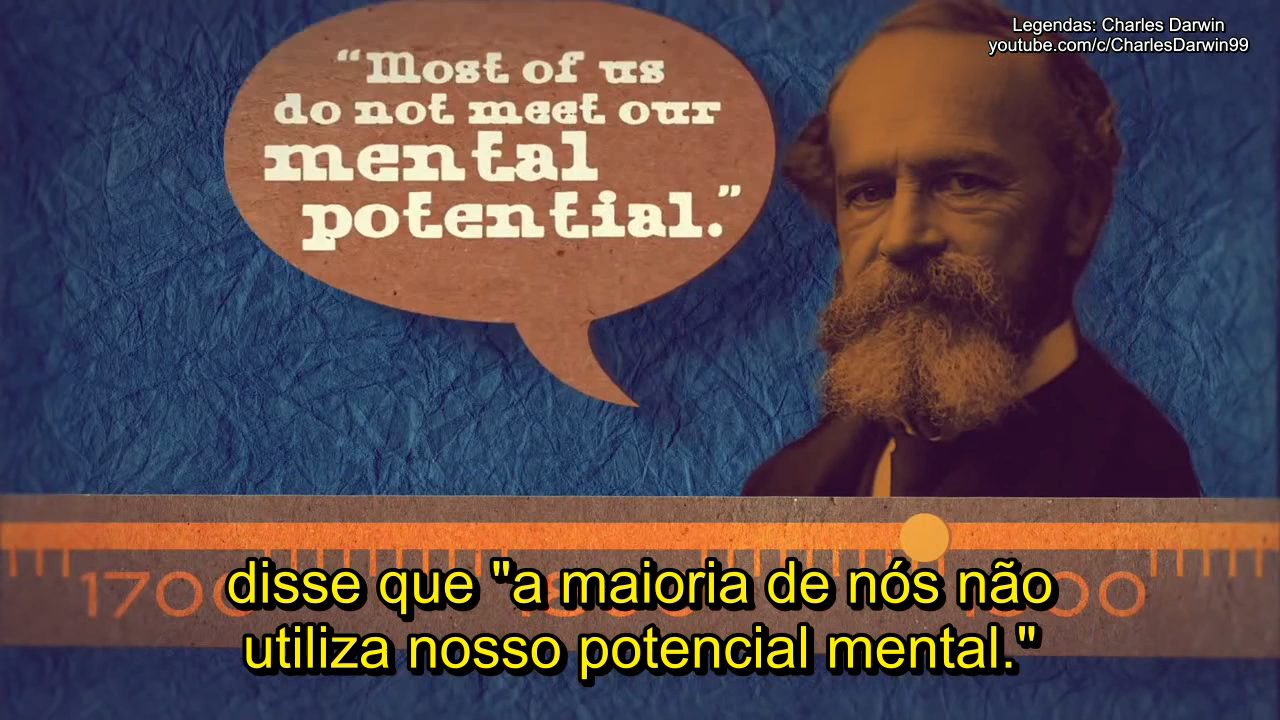 Legendas: Charles Darwin
youtube.com/c/CharlesDarwin99
“Most of us
do not meet our
mental
potential.”
1700
disse que "a maioria de nós não
utiliza nosso potencial mental."